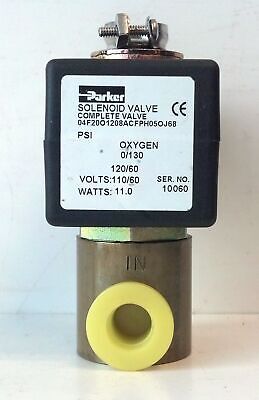 Parker
SOLENOID VALVE
COMPLETE VALVE
04F20O1208ACFPH05OJ68
PSI
OXYGEN
0/130
120/60
VOLTS:110/60 SER. NO.
WATTS: 11.0 10060
CE
IN